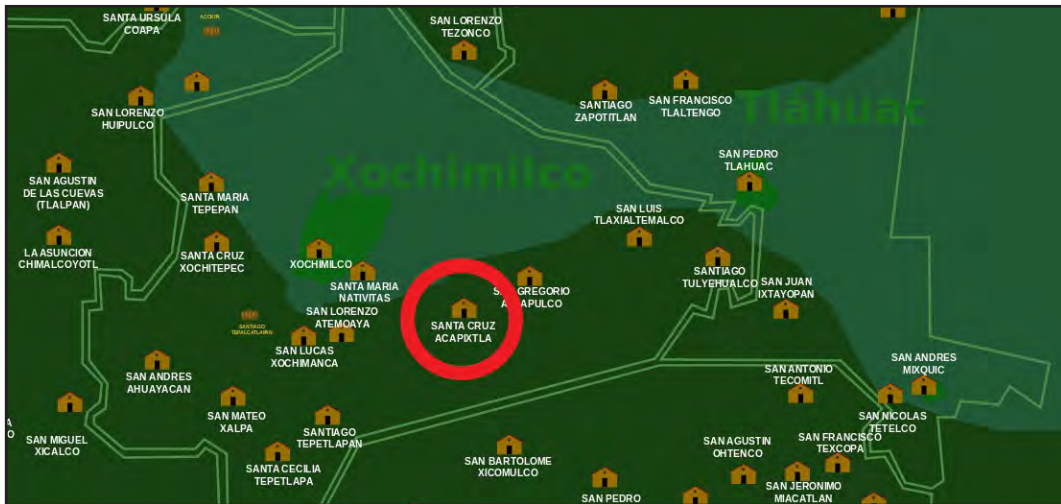 SANTA URSULA
COAPA
ACOXPA
SAN LORENZO
TEZONCO
SAN LORENZO
HUIPULCO
SANTIAGO
ZAPOTITLAN
SAN FRANCISCO
TLALTENGO
Tláhuac
SAN PEDRO
TLAHUAC
Xochimilco
SAN AGUSTIN
DE LAS CUEVAS
(TLALPAN)
SANTA MARIA
TEPEPAN
SAN LUIS
TLAXIALTEMALCO
LA ASUNCION
CHIMALCOYOTL
SANTA CRUZ
XOCHITEPEC
XOCHIMILCO
SANTA MARIA
NATIVITAS
SANTIAGO
TULYEHUALCO
SAN JUAN
IXTAYOPAN
GREGORIO
SAN LORENZO
ATEMOAYA
SANTA CRUZ
ACAPIXTLA
SANTIAGO
TEPALCATLALPAN
SAN LUCAS
XOCHIMANCA
SAN ANDRES
AHUAYACAN
SAN ANDRES
MIXQUIC
SAN ANTONIO
TECOMITL
SAN MATEO
XALPA
SAN NICOLAS
TETELCO
SANTIAGO
TEPETLAPAN
SAN MIGUEL
XICALCO
SAN AGUSTIN
OHTENCO
SAN FRANCISCO
TEXCOPA
SANTA CECILIA
TEPETLAPA
SAN BARTOLOME
XICOMULCO
SAN JERONIMO
MIACATLAN
SAN PEDRO